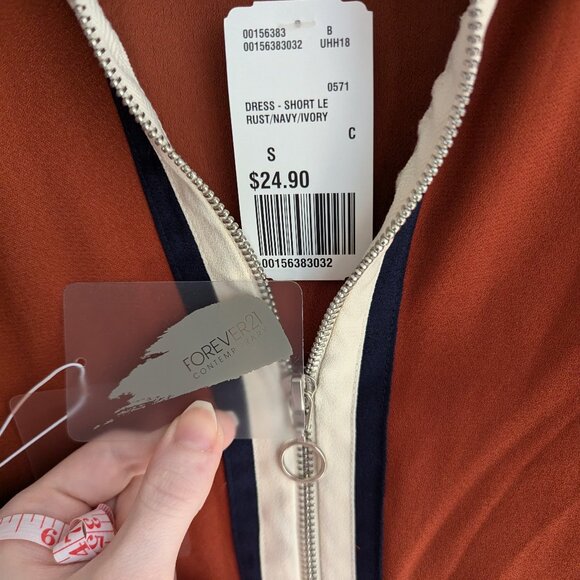 00156383 B
00156383032 UHH18
0571
DRESS - SHORT LE
RUST/NAVY/IVORY
C
S
$24.90
00156383032
FOREVER21
CONTEMPORARY